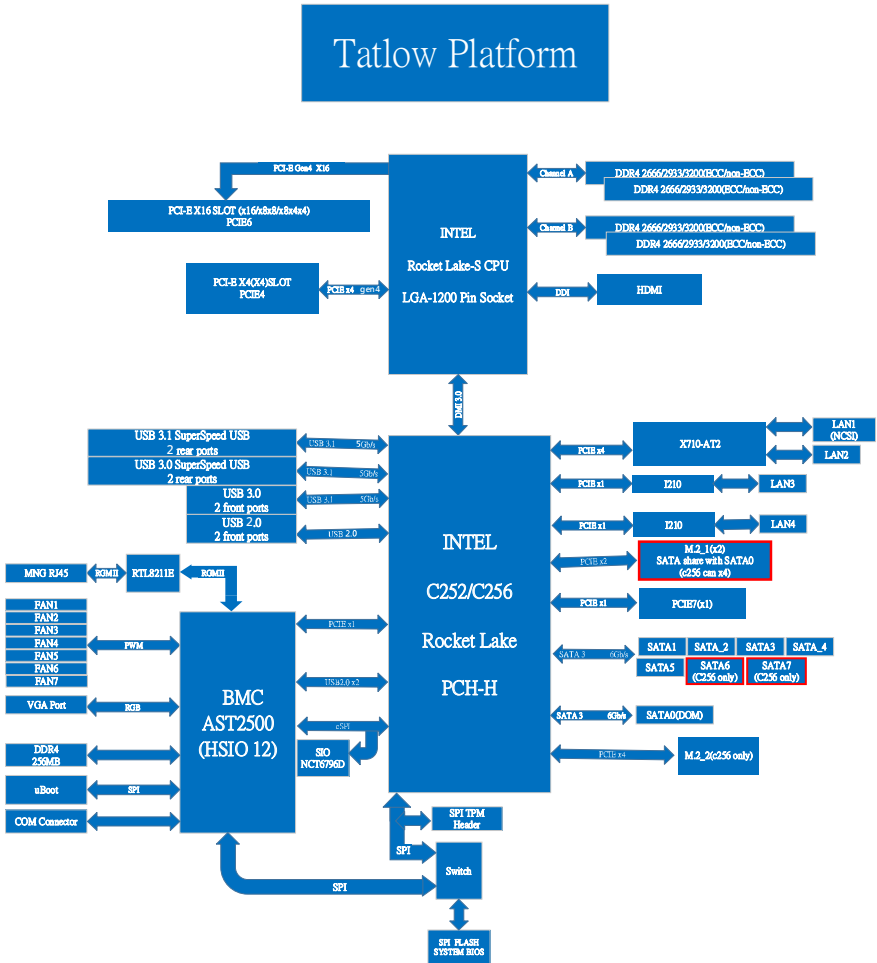 Tatlow Platform
PCI-E Gen4 X16
PCI-E X16 SLOT (x16/x8x8/x8x4x4)
PCIE6
PCI-E X4(X4)SLOT
PCIE4
PCIE x4 gen4
INTEL
Rocket Lake-S CPU
LGA-1200 Pin Socket
Channel A
DDR4 2666/2933/3200(ECC/non-ECC)
DDR4 2666/2933/3200(ECC/non-ECC)
Channel B
DDR4 2666/2933/3200(ECC/non-ECC)
DDR4 2666/2933/3200(ECC/non-ECC)
DDI
HDMI
DMI 3.0
USB 3.1 SuperSpeed USB
2 rear ports
USB 3.1 5Gb/s
USB 3.0 SuperSpeed USB
2 rear ports
USB 3.1 5Gb/s
USB 3.0
2 front ports
USB 3.1 5Gb/s
USB 2.0
2 front ports
USB 2.0
INTEL
C252/C256
Rocket Lake
PCH-H
PCIE x4
X710-AT2
LAN1
(NCSI)
LAN2
PCIE x1
I210
LAN3
PCIE x1
I210
LAN4
PCIE x2
M.2_1(x2)
SATA share with SATA0
(c256 can x4)
PCIE x1
PCIE7(x1)
SATA 3 6Gb/s
SATA1
SATA_2
SATA3
SATA_4
SATA5
SATA6
(C256 only)
SATA7
(C256 only)
SATA 3 6Gb/s
SATA0(DOM)
PCIE x4
M.2_2(c256 only)
MNG RJ45
RGMII
RTL8211E
RGMII
FAN1
FAN2
FAN3
FAN4
FAN5
FAN6
FAN7
PWM
VGA Port
RGB
DDR4
256MB
uBoot
SPI
COM Connector
BMC
AST2500
(HSIO 12)
PCIE x1
USB2.0 x2
eSPI
SIO
NCT6796D
SPI TPM
Header
SPI
Switch
SPI
SPI FLASH
SYSTEM BIOS